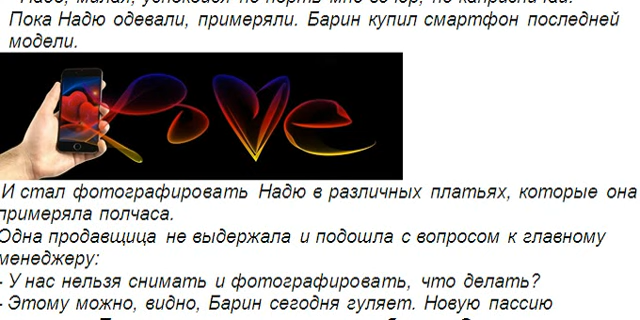 Пока Надю одевали, примеряли. Барин купил смартфон последней
модели.
Love
И стал фотографировать Надю в различных платьях, которые она
примеряла полчаса.
Одна продавщица не выдержала и подошла с вопросом к главному
менеджеру:
- У нас нельзя снимать и фотографировать, что делать?
- Этому можно, видно, Барин сегодня гуляет. Новую пассию